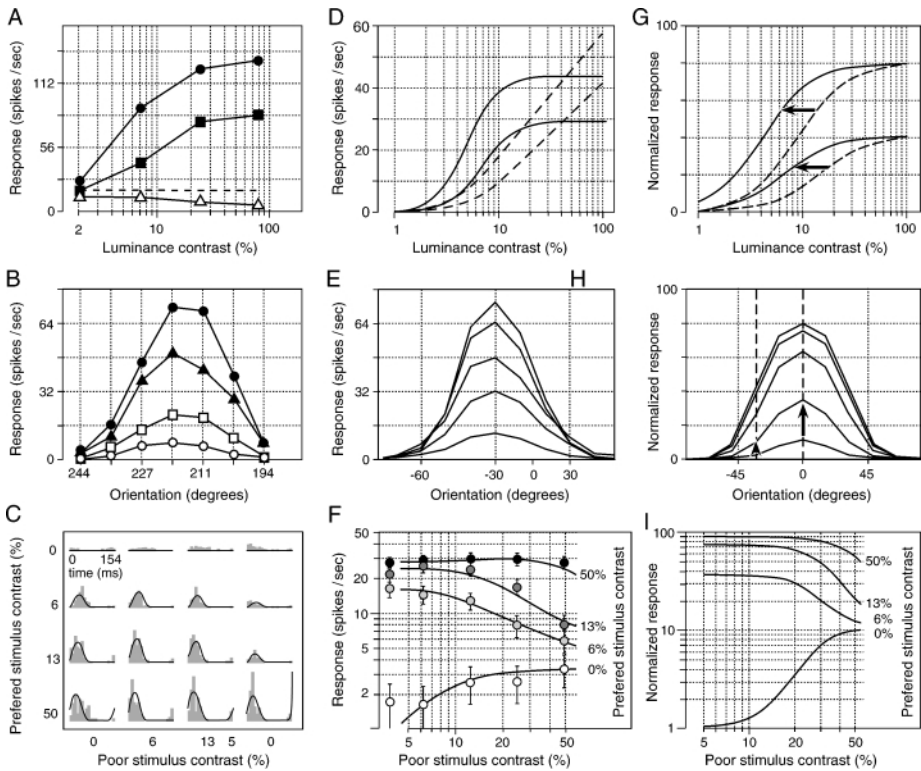 A
Response (spikes / sec)
112
56
0
2
10
100
Luminance contrast (%)
D
Response (spikes / sec)
60
40
20
0
1
10
100
Luminance contrast (%)
G
Normalized response
100
0
1
10
100
Luminance contrast (%)
B
Response (spikes / sec)
64
32
0
244
227
211
194
Orientation (degrees)
E
Response (spikes / sec)
64
32
0
-60
-30
0
30
Orientation (degrees)
H
Normalized response
100
0
-45
0
45
Orientation (degrees)
C
Preferred stimulus contrast (%)
0
6
13
50
0 154
time (ms)
0 6 13 5 0
Poor stimulus contrast (%)
F
Response (spikes / sec)
50
20
10
5
2
5
10
20
50
50%
13%
6%
0%
Preferred stimulus contrast
Poor stimulus contrast (%)
I
Normalized response
100
10
1
5
10
20
50
50%
13%
6%
0%
Preferred stimulus contrast
Poor stimulus contrast (%)